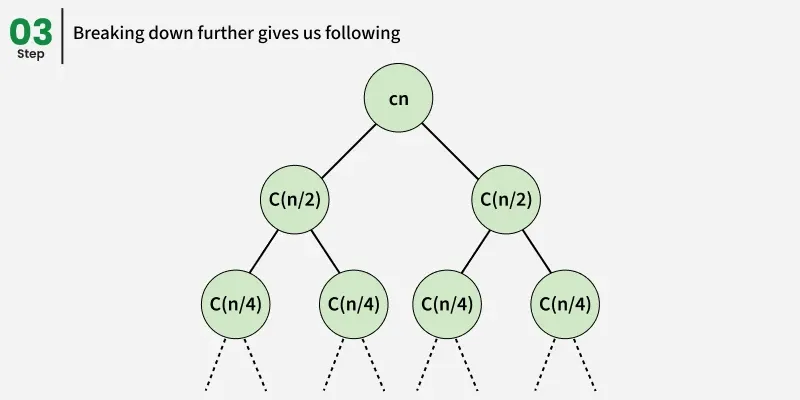 03
Step
Breaking down further gives us following
cn
C(n/2) C(n/2)
C(n/4) C(n/4) C(n/4) C(n/4)